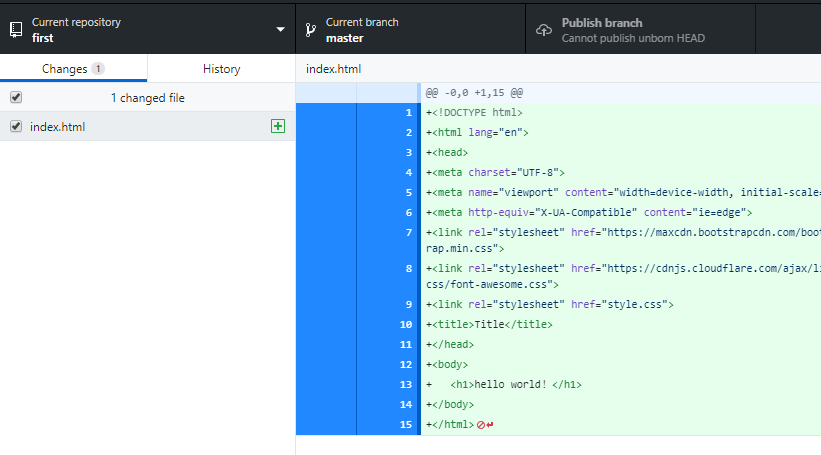 Current repository
first
Current branch
master
Publish branch
Cannot publish unborn HEAD
Changes 1
History
index.html
1 changed file
index.html
@@ -0,0 +1,15 @@
1 +<!DOCTYPE html>
2 +<html lang="en">
3 +<head>
4 +<meta charset="UTF-8">
5 +<meta name="viewport" content="width=device-width, initial-scale=
6 +<meta http-equiv="X-UA-Compatible" content="ie=edge">
7 +<link rel="stylesheet" href="https://maxcdn.bootstrapcdn.com/boot
rap.min.css">
8 +<link rel="stylesheet" href="https://cdnjs.cloudflare.com/ajax/li
css/font-awesome.css">
9 +<link rel="stylesheet" href="style.css">
10 +<title>Title</title>
11 +</head>
12 +<body>
13 +   <h1>hello world! </h1>
14 +</body>
15 +</html>